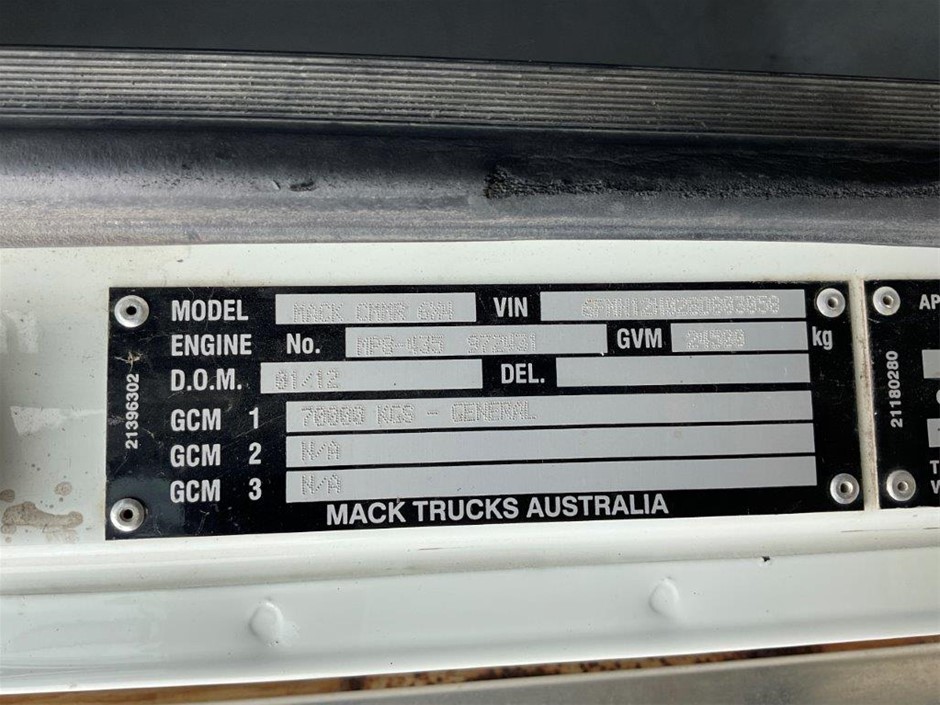 MODEL MACK CMMR 6X4 VIN
ENGINE No. MP8-435 972431 GVM 24500 kg
D.O.M. 01/12 DEL.
GCM 1 70000 KGS - GENERAL
GCM 2 N/A
GCM 3 N/A
MACK TRUCKS AUSTRALIA
21396302
AP
21180280
T
V